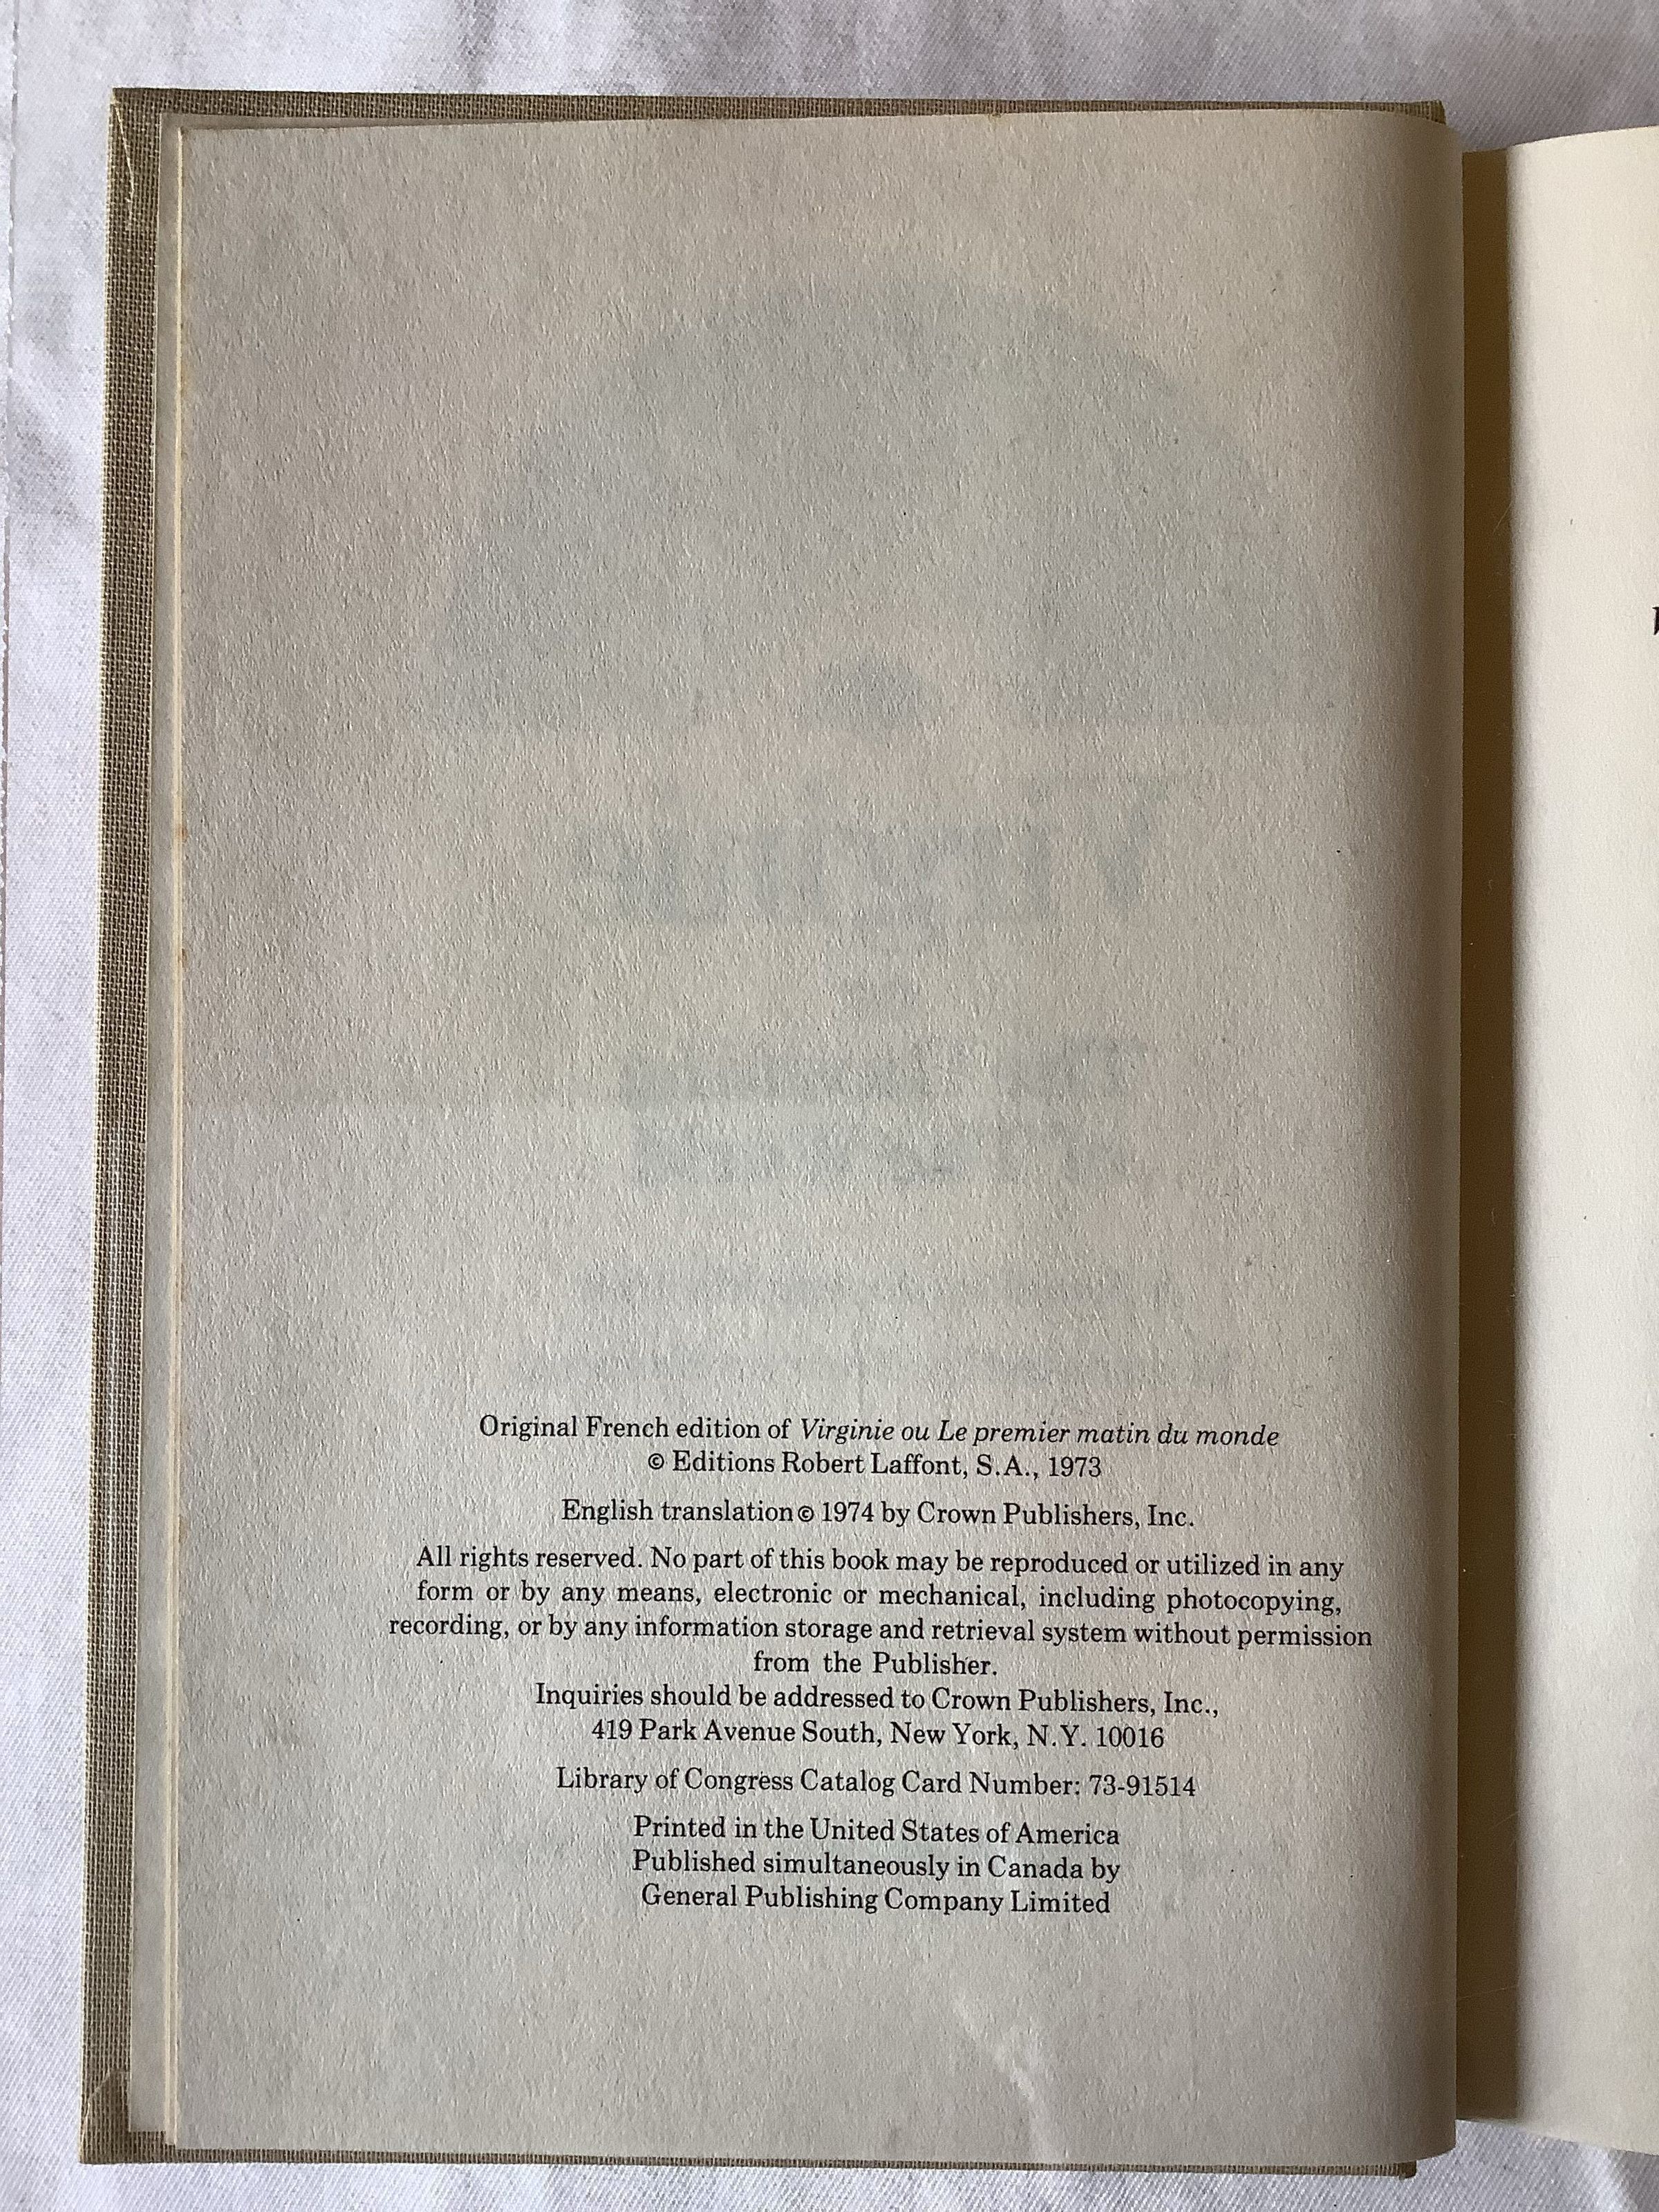 Original French edition of Virginie ou Le premier matin du monde
© Editions Robert Laffont, S.A., 1973
English translation © 1974 by Crown Publishers, Inc.
All rights reserved. No part of this book may be reproduced or utilized in any
form or by any means, electronic or mechanical, including photocopying,
recording, or by any information storage and retrieval system without permission
from the Publisher.
Inquiries should be addressed to Crown Publishers, Inc.,
419 Park Avenue South, New York, N.Y. 10016
Library of Congress Catalog Card Number: 73-91514
Printed in the United States of America
Published simultaneously in Canada by
General Publishing Company Limited